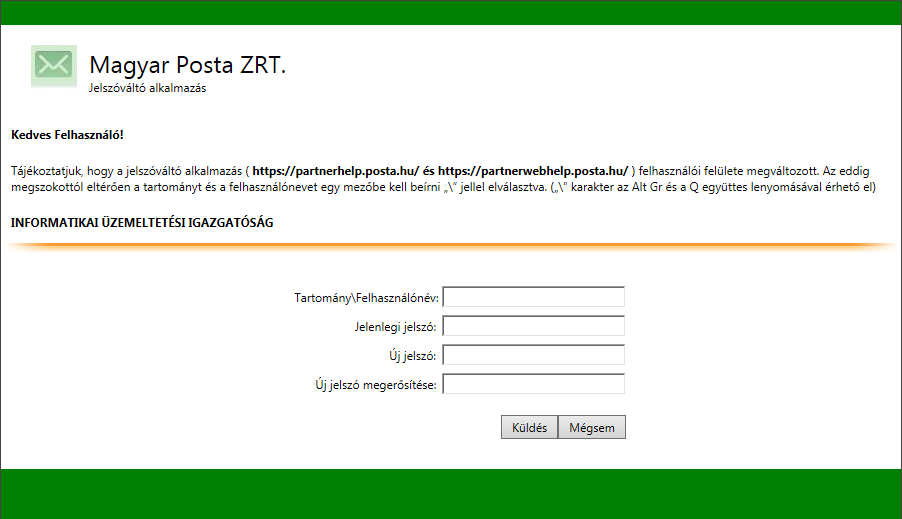 Magyar Posta ZRT.
Jelszóváltó alkalmazás
Kedves Felhasználó!
Tájékoztatjuk, hogy a jelszóváltó alkalmazás ( https://partnerhelp.posta.hu/ és https://partnerwebhelp.posta.hu/ ) felhasználói felülete megváltozott. Az eddig
megszokottól eltérően a tartományt és a felhasználónevet egy mezőbe kell beírni „\” jellel elválasztva. („\” karakter az Alt Gr és a Q együttes lenyomásával érhető el)
INFORMATIKAI ÜZEMELTETÉSI IGAZGATÓSÁG
Tartomány\Felhasználónév:
Jelenlegi jelszó:
Új jelszó:
Új jelszó megerősítése:
Küldés Mégsem